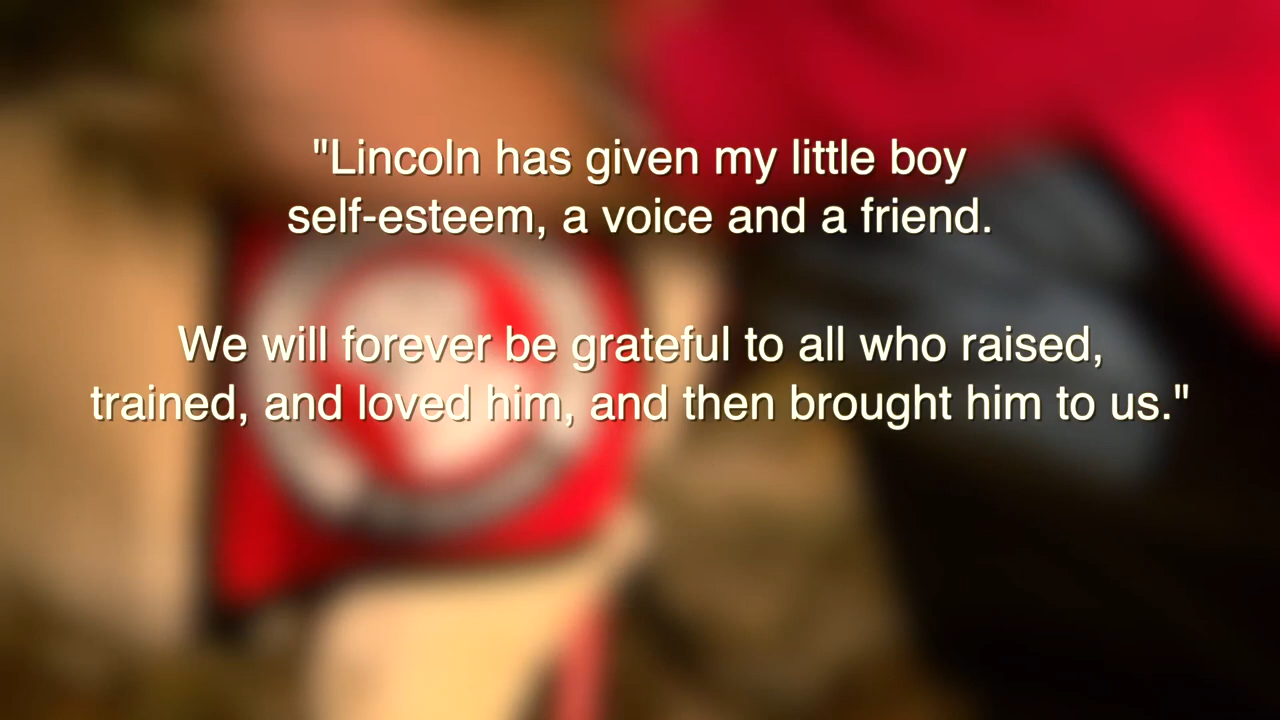 "Lincoln has given my little boy
self-esteem, a voice and a friend.
We will forever be grateful to all who raised,
trained, and loved him, and then brought him to us."